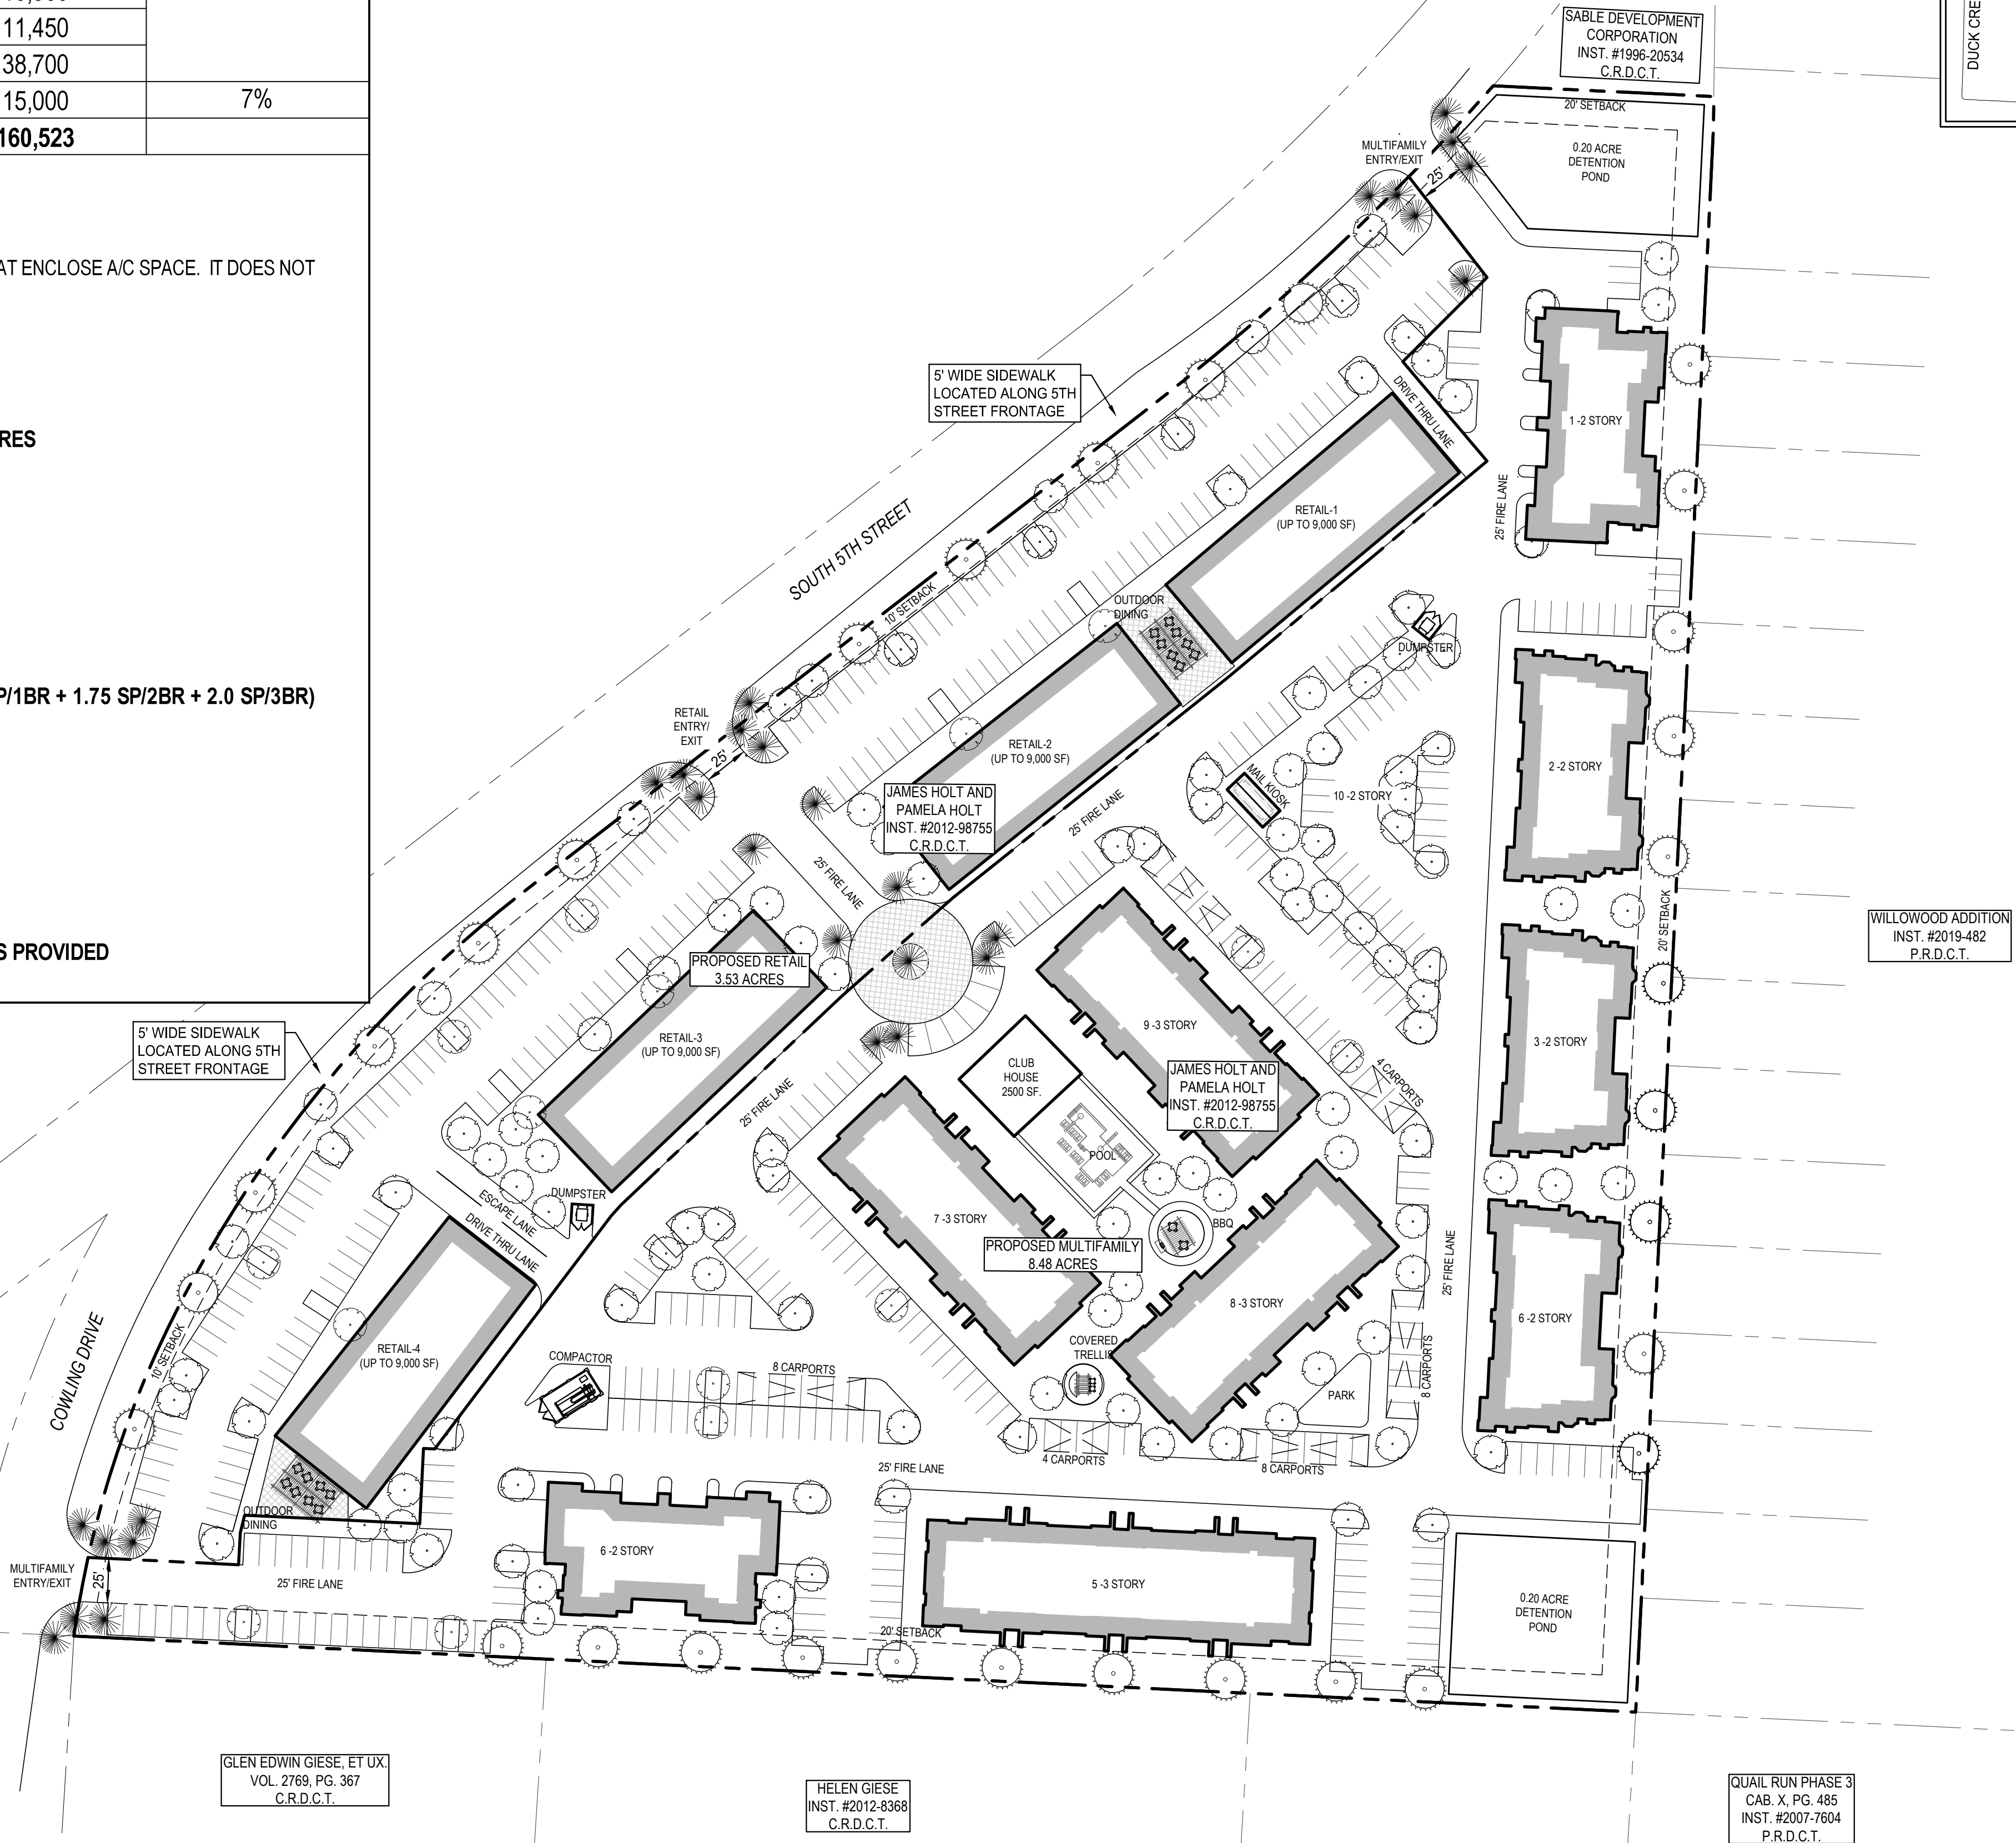 11,450
38,700
15,000
7%
160,523
AT ENCLOSE A/C SPACE.  IT DOES NOT
RES
P/1BR + 1.75 SP/2BR + 2.0 SP/3BR)
S PROVIDED
DUCK CRE
SABLE DEVELOPMENT
CORPORATION
INST. #1996-20534
C.R.D.C.T.
20' SETBACK
0.20 ACRE
DETENTION
POND
MULTIFAMILY
ENTRY/EXIT
25'
5' WIDE SIDEWALK
LOCATED ALONG 5TH
STREET FRONTAGE
DRIVE THRU LANE
1 -2 STORY
25' FIRE LANE
RETAIL-1
(UP TO 9,000 SF)
SOUTH 5TH STREET
10' SETBACK
OUTDOOR
DINING
DUMPSTER
RETAIL
ENTRY/
EXIT
25'
RETAIL-2
(UP TO 9,000 SF)
JAMES HOLT AND
PAMELA HOLT
INST. #2012-98755
C.R.D.C.T.
25' FIRE LANE
MAIL KIOSK
10 -2 STORY
2 -2 STORY
25' FIRE LANE
20' SETBACK
WILLOWOOD ADDITION
INST. #2019-482
P.R.D.C.T.
PROPOSED RETAIL
3.53 ACRES
RETAIL-3
(UP TO 9,000 SF)
5' WIDE SIDEWALK
LOCATED ALONG 5TH
STREET FRONTAGE
9 -3 STORY
3 -2 STORY
CLUB
HOUSE
2500 SF.
JAMES HOLT AND
PAMELA HOLT
INST. #2012-98755
C.R.D.C.T.
4 CARPORTS
25' FIRE LANE
POOL
ESCAPE LANE
DUMPSTER
DRIVE THRU LANE
7 -3 STORY
BBQ
PROPOSED MULTIFAMILY
8.48 ACRES
25' FIRE LANE
8 -3 STORY
6 -2 STORY
COWLING DRIVE
10' SETBACK
RETAIL-4
(UP TO 9,000 SF)
COMPACTOR
8 CARPORTS
COVERED
TRELLIS
PARK
8 CARPORTS
4 CARPORTS
8 CARPORTS
25' FIRE LANE
OUTDOOR
DINING
6 -2 STORY
5 -3 STORY
MULTIFAMILY
ENTRY/EXIT
25'
25' FIRE LANE
20' SETBACK
0.20 ACRE
DETENTION
POND
GLEN EDWIN GIESE, ET UX.
VOL. 2769, PG. 367
C.R.D.C.T.
HELEN GIESE
INST. #2012-8368
C.R.D.C.T.
QUAIL RUN PHASE 3
CAB. X, PG. 485
INST. #2007-7604
P.R.D.C.T.